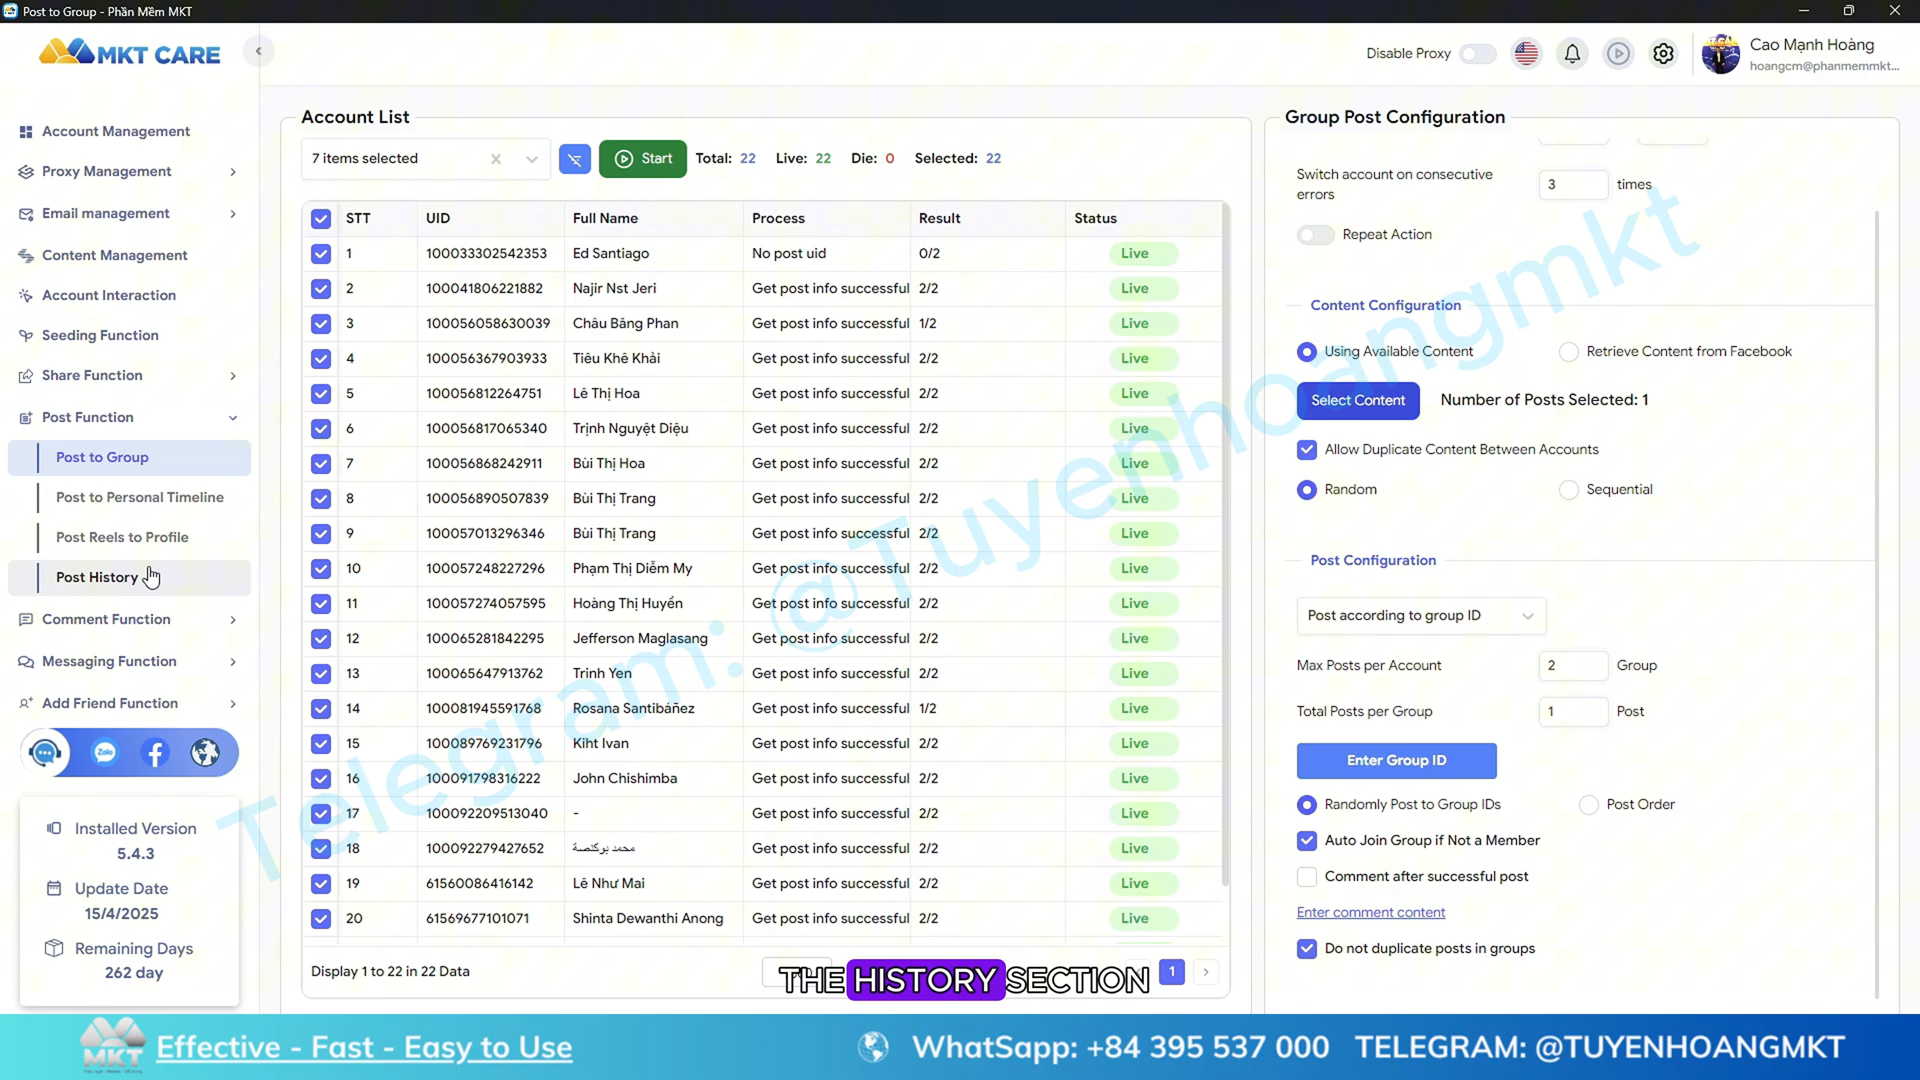 Post to Group - Phần Mềm MKT
MKT CARE
Disable Proxy
Cao Mạnh Hoàng
hoangcm@phanmemmkt...
Account Management
Proxy Management
Email management
Content Management
Account Interaction
Seeding Function
Share Function
Post Function
Post to Group
Post to Personal Timeline
Post Reels to Profile
Post History
Comment Function
Messaging Function
Add Friend Function
Zalo
Installed Version
5.4.3
Update Date
15/4/2025
Remaining Days
262 day
Account List
7 items selected
Start
Total: 22 Live: 22 Die: 0 Selected: 22
STT UID Full Name Process Result Status
1 100033302542353 Ed Santiago No post uid 0/2 Live
2 100041806221882 Najir Nst Jeri Get post info successful 2/2 Live
3 100056058630039 Châu Băng Phan Get post info successful 1/2 Live
4 100056367903933 Tiêu Khê Khải Get post info successful 2/2 Live
5 100056812264751 Lê Thị Hoa Get post info successful 2/2 Live
6 100056817065340 Trịnh Nguyệt Diệu Get post info successful 2/2 Live
7 100056868242911 Bùi Thị Hoa Get post info successful 2/2 Live
8 100056890507839 Bùi Thị Trang Get post info successful 2/2 Live
9 100057013296346 Bùi Thị Trang Get post info successful 2/2 Live
10 100057248227296 Phạm Thị Diễm My Get post info successful 2/2 Live
11 100057274057595 Hoàng Thị Huyền Get post info successful 2/2 Live
12 100065281842295 Jefferson Maglasang Get post info successful 2/2 Live
13 100065647913762 Trinh Yen Get post info successful 2/2 Live
14 100081945591768 Rosana Santibáñez Get post info successful 1/2 Live
15 100089769231796 Kiht Ivan Get post info successful 2/2 Live
16 100091798316222 John Chishimba Get post info successful 2/2 Live
17 100092209513040 - Get post info successful 2/2 Live
18 100092279427652 محمد بوكنصة Get post info successful 2/2 Live
19 61560086416142 Lê Như Mai Get post info successful 2/2 Live
20 61569677101071 Shinta Dewanthi Anong Get post info successful 2/2 Live
Display 1 to 22 in 22 Data
1
THE HISTORY SECTION
Group Post Configuration
Switch account on consecutive
errors
3 times
Repeat Action
Content Configuration
Using Available Content
Retrieve Content from Facebook
Select Content
Number of Posts Selected: 1
Allow Duplicate Content Between Accounts
Random
Sequential
Post Configuration
Post according to group ID
Max Posts per Account 2 Group
Total Posts per Group 1 Post
Enter Group ID
Randomly Post to Group IDs
Post Order
Auto Join Group if Not a Member
Comment after successful post
Enter comment content
Do not duplicate posts in groups
Telegram: @Tuyenhoangmkt
MKT
Effective - Fast - Easy to Use
WhatSapp: +84 395 537 000
TELEGRAM: @TUYENHOANGMKT